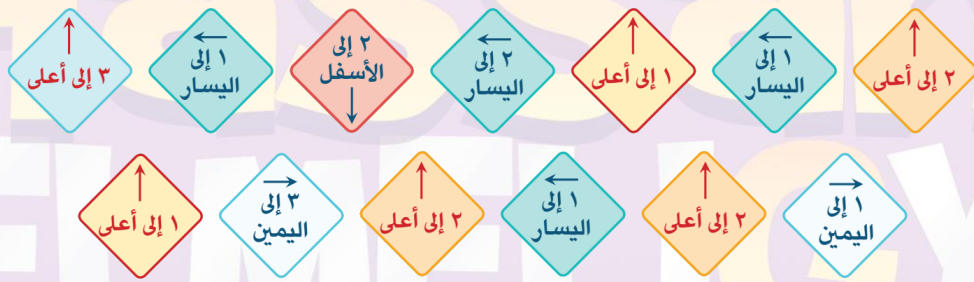 ٢ إلى أعلى
١ إلى
اليسار
١ إلى أعلى
٢ إلى
اليسار
٢ إلى
الأسفل
١ إلى
اليسار
٣ إلى أعلى
١ إلى
اليمين
٢ إلى أعلى
١ إلى
اليسار
٢ إلى أعلى
٣ إلى
اليمين
١ إلى أعلى